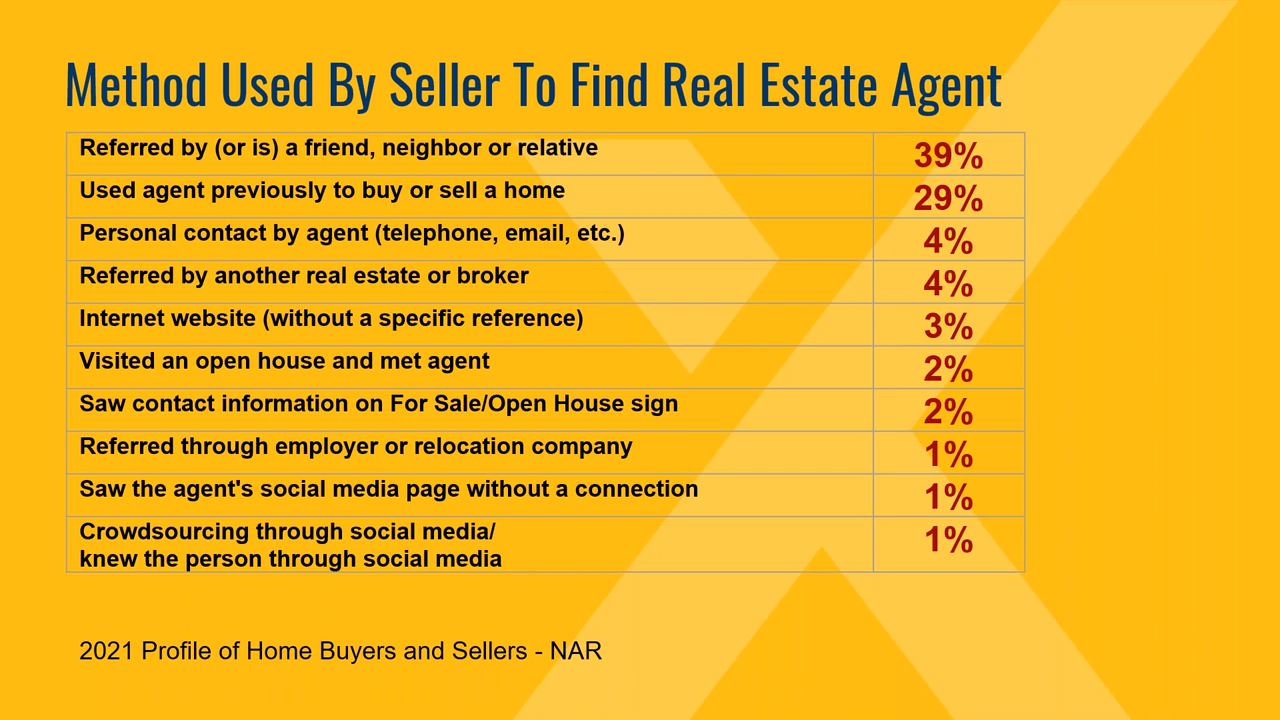 Method Used By Seller To Find Real Estate Agent
Referred by (or is) a friend, neighbor or relative 39%
Used agent previously to buy or sell a home 29%
Personal contact by agent (telephone, email, etc.) 4%
Referred by another real estate or broker 4%
Internet website (without a specific reference) 3%
Visited an open house and met agent 2%
Saw contact information on For Sale/Open House sign 2%
Referred through employer or relocation company 1%
Saw the agent's social media page without a connection 1%
Crowdsourcing through social media/ 1%
knew the person through social media
2021 Profile of Home Buyers and Sellers - NAR